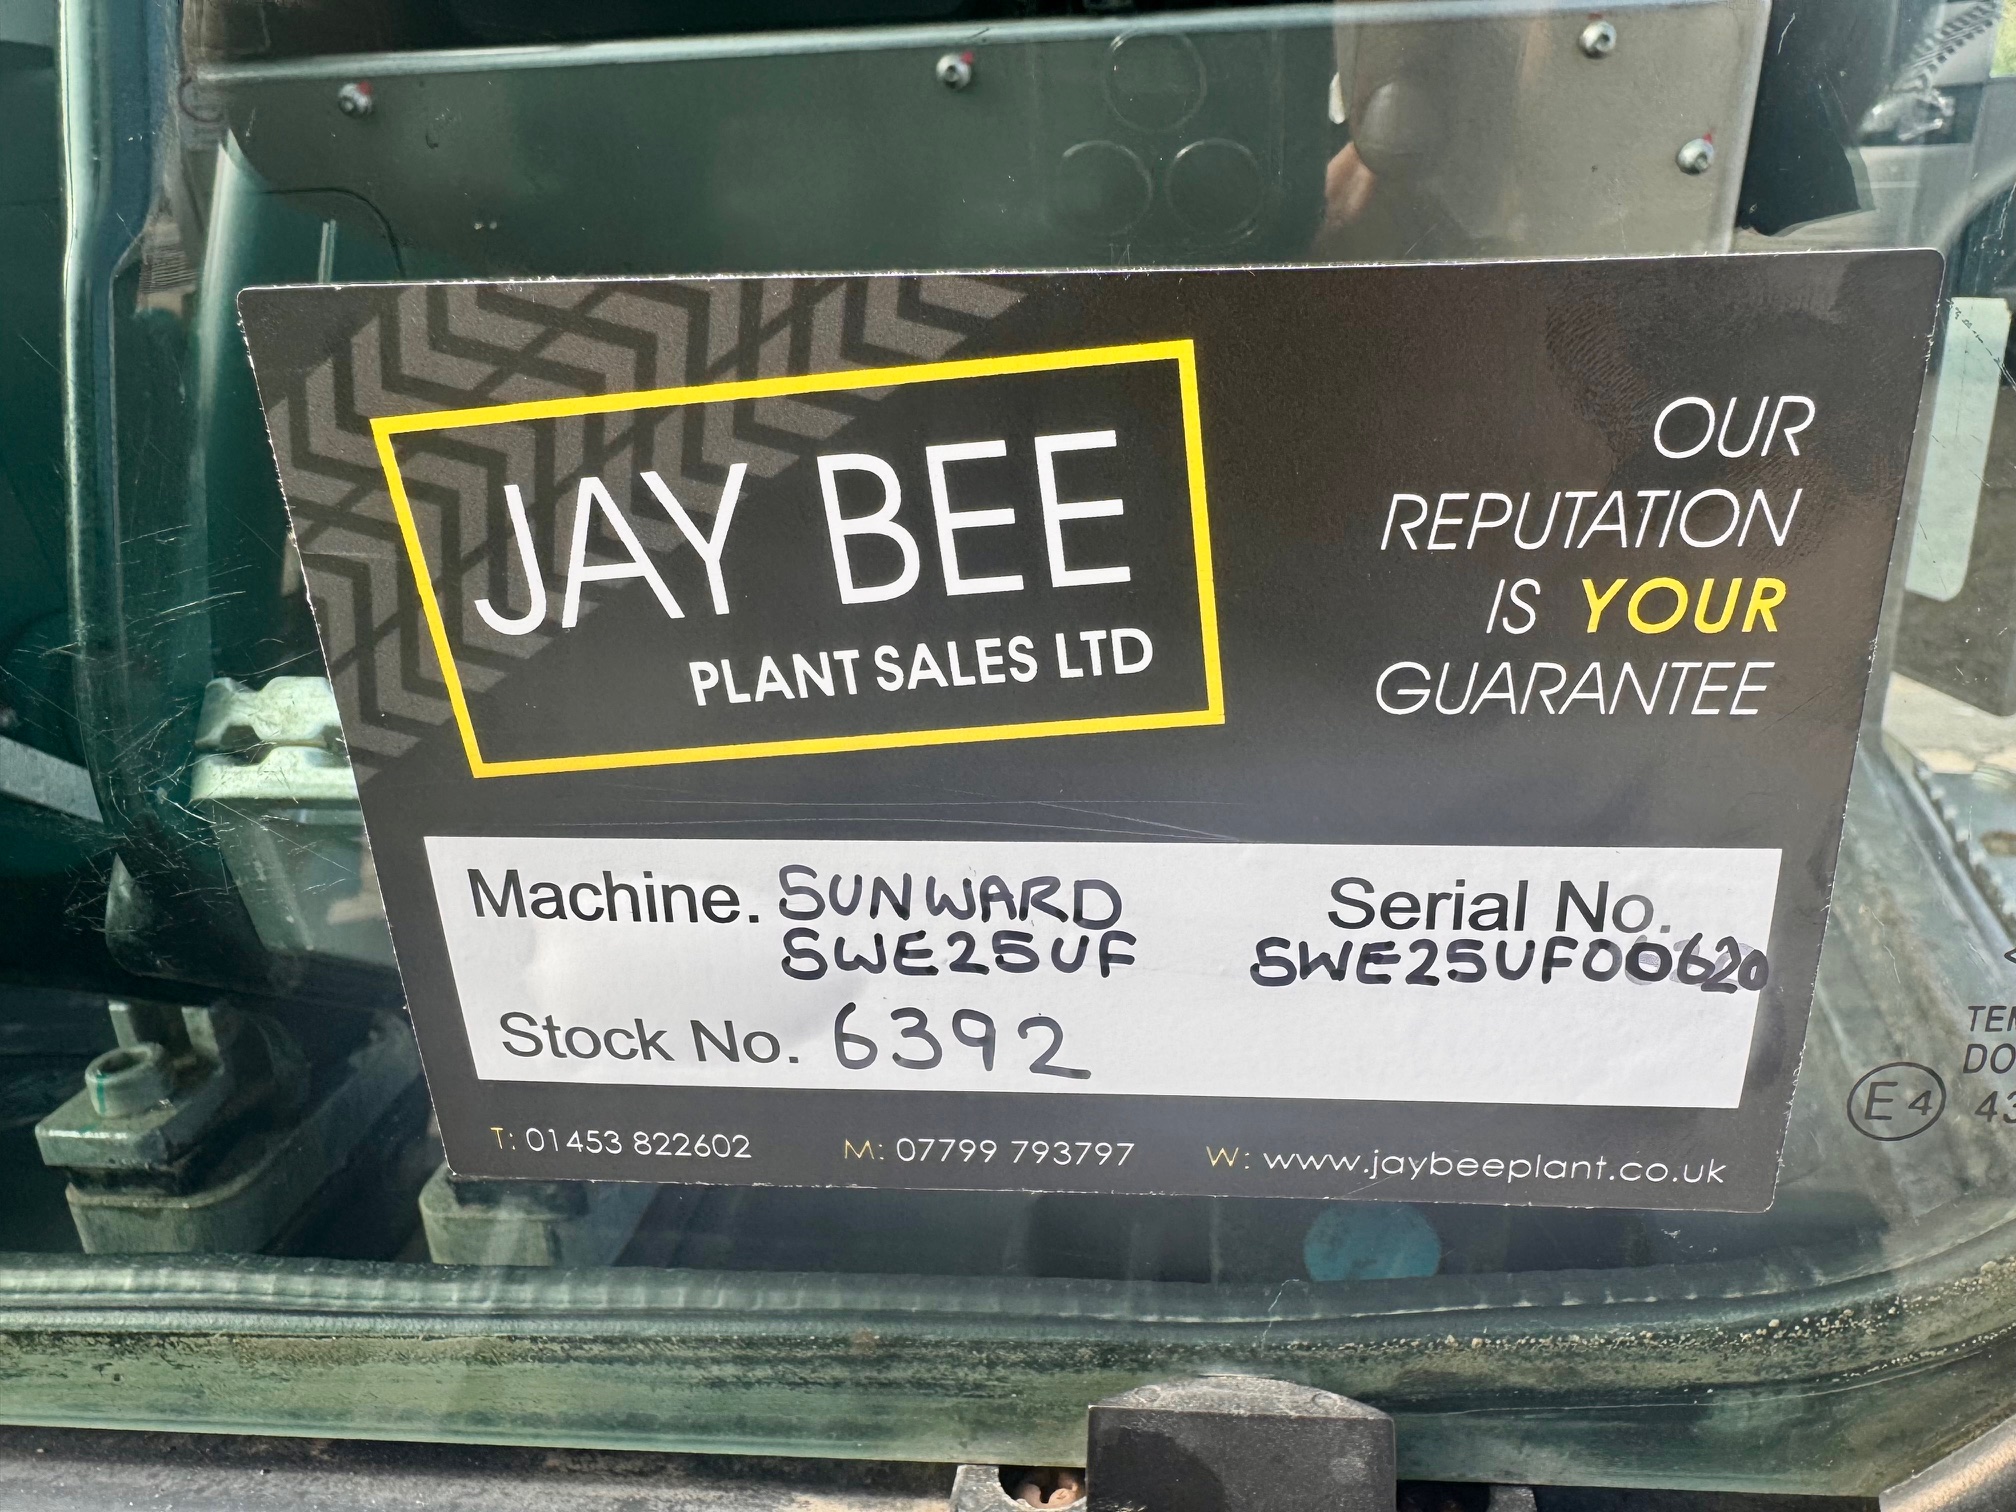 JAY BEE
PLANT SALES LTD
OUR
REPUTATION
IS YOUR
GUARANTEE
Machine. SUNWARD
SWE25UF
Serial No.
SWE25UF00620
Stock No. 6392
T: 01453 822602 M: 07799 793797 W: www.jaybeeplant.co.uk
E4